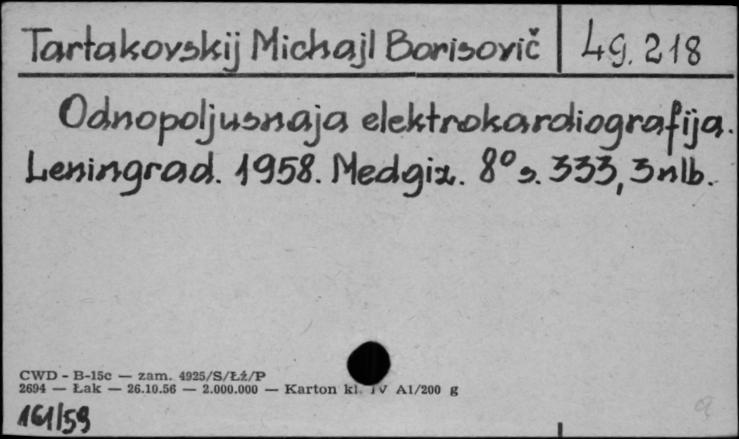 Tartakovskij Michajl Borisovič Lg. 218
Odnopoljusnaja elektrokardiografija.
Leningrad. 1958. Medgiz. 8° s. 333, 3 nlb.
CWD - B-15c — zam. 4925/S/Łź/P
2694 — Łak — 26.10.56 — 2.000.000 — Karton kl. IV A1/200 g
161/59